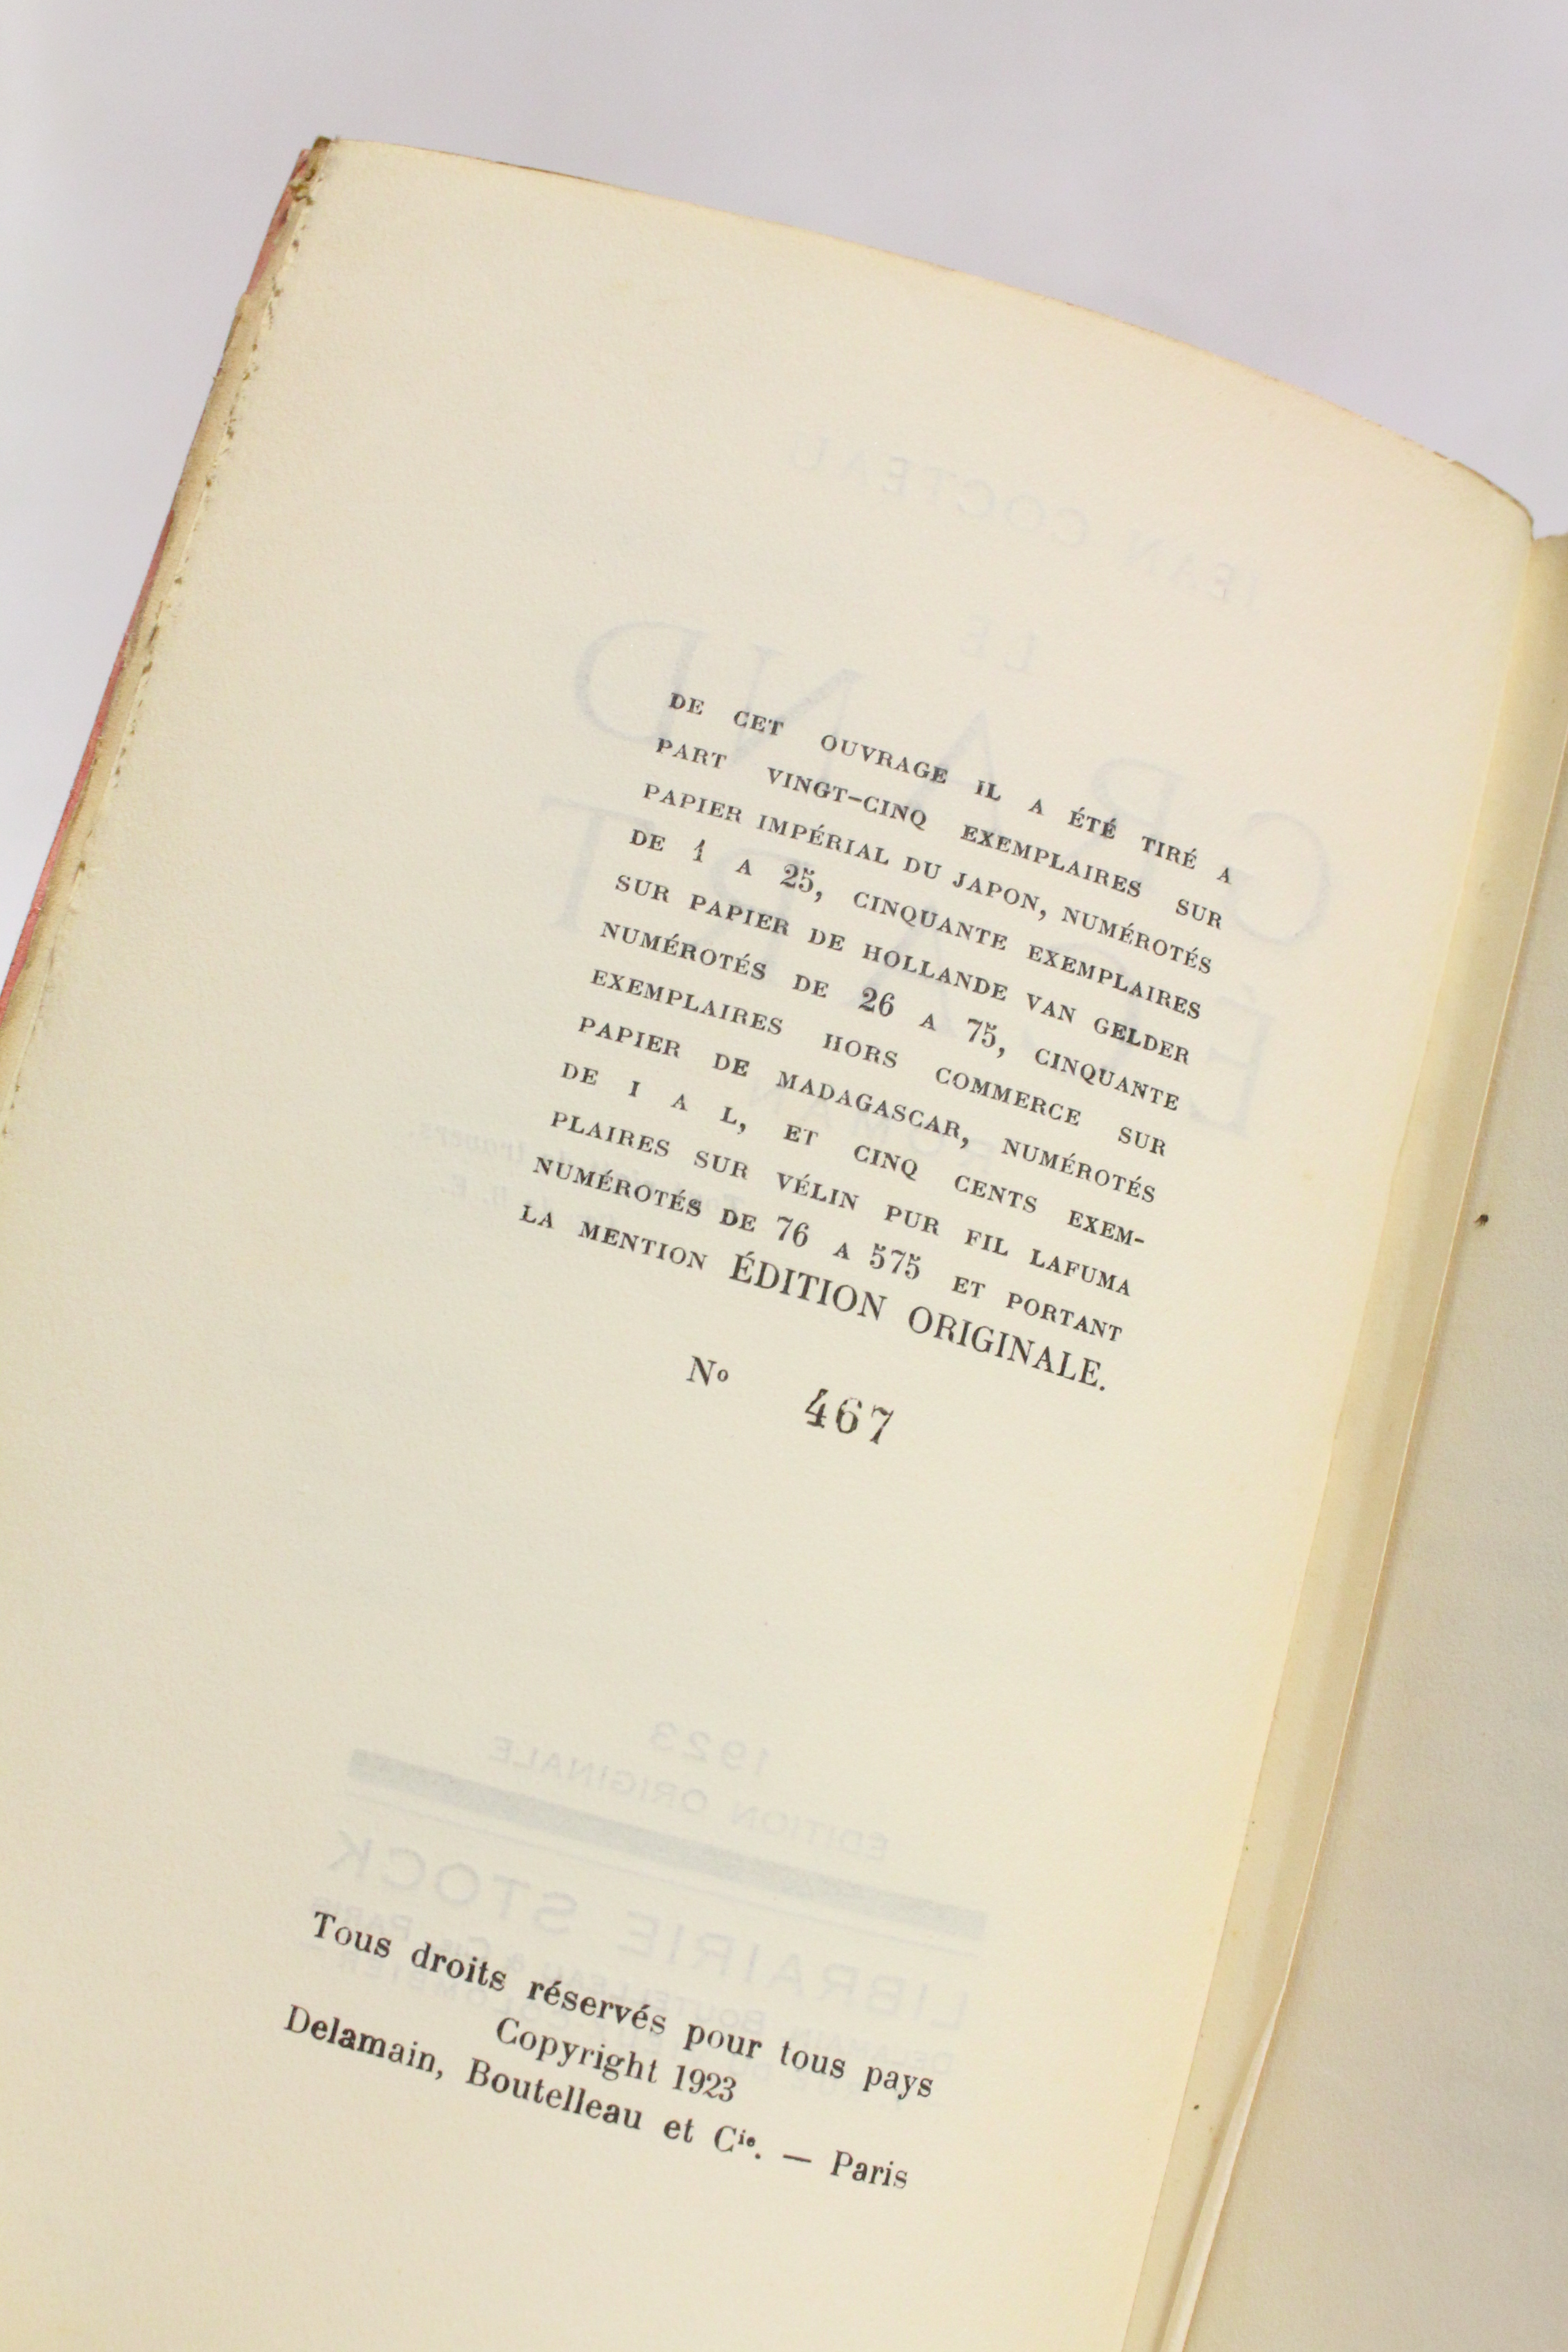 DE CET OUVRAGE IL A ÉTÉ TIRÉ A
PART VINGT-CINQ EXEMPLAIRES SUR
PAPIER IMPÉRIAL DU JAPON, NUMÉROTÉS
DE 1 A 25, CINQUANTE EXEMPLAIRES
SUR PAPIER DE HOLLANDE VAN GELDER
NUMÉROTÉS DE 26 A 75, CINQUANTE
EXEMPLAIRES HORS COMMERCE SUR
PAPIER DE MADAGASCAR, NUMÉROTÉS
DE I A L, ET CINQ CENTS EXEM-
PLAIRES SUR VÉLIN PUR FIL LAFUMA
NUMÉROTÉS DE 76 A 575 ET PORTANT
LA MENTION ÉDITION ORIGINALE.
No 467
Tous droits réservés pour tous pays
Copyright 1923
Delamain, Boutelleau et Cie. — Paris